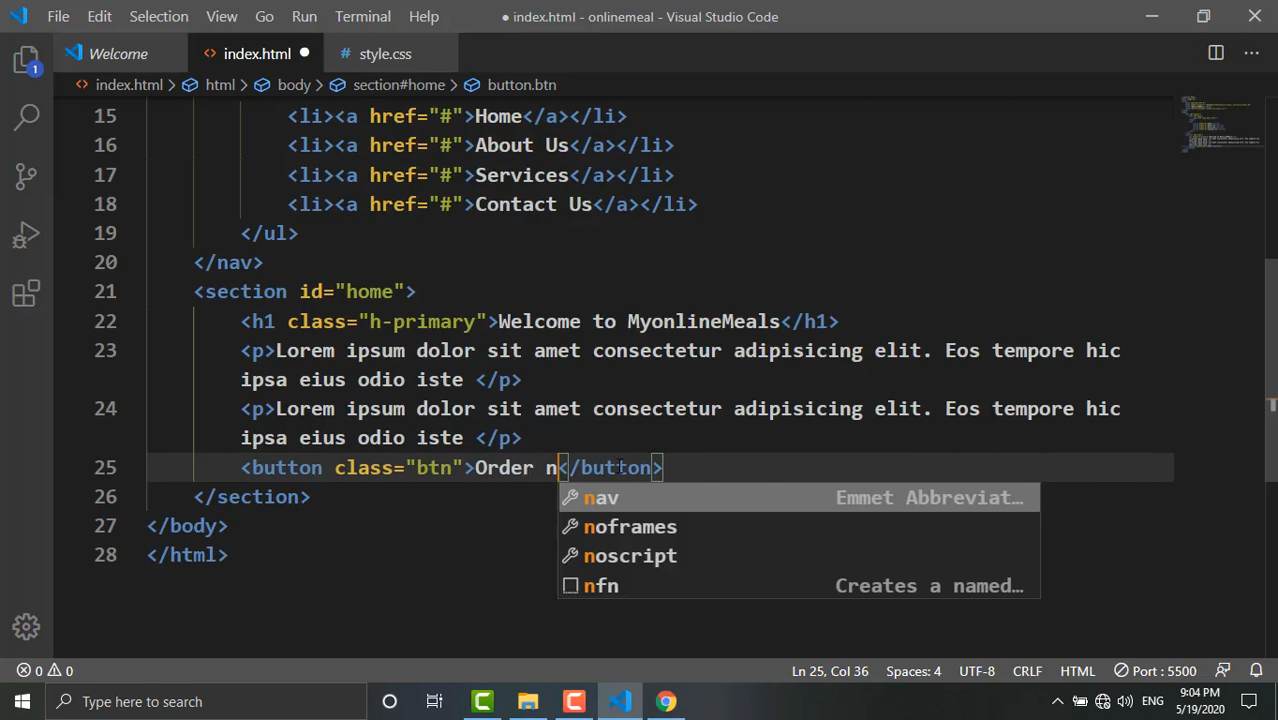 File Edit Selection View Go Run Terminal Help ● index.html - onlinemeal - Visual Studio Code
Welcome <> index.html ● # style.css
<> index.html > html > body > section#home > button.btn
1
15 <li><a href="#">Home</a></li>
16 <li><a href="#">About Us</a></li>
17 <li><a href="#">Services</a></li>
18 <li><a href="#">Contact Us</a></li>
19 </ul>
20 </nav>
21 <section id="home">
22 <h1 class="h-primary">Welcome to MyonlineMeals</h1>
23 <p>Lorem ipsum dolor sit amet consectetur adipisicing elit. Eos tempore hic
ipsa eius odio iste </p>
24 <p>Lorem ipsum dolor sit amet consectetur adipisicing elit. Eos tempore hic
ipsa eius odio iste </p>
25 <button class="btn">Order n</button>
26 </section>
nav Emmet Abbreviat…
27 </body>
noframes
28 </html>
noscript
nfn Creates a named…
0 0 Ln 25, Col 36 Spaces: 4 UTF-8 CRLF HTML Port : 5500
Type here to search ENG 9:04 PM
5/19/2020